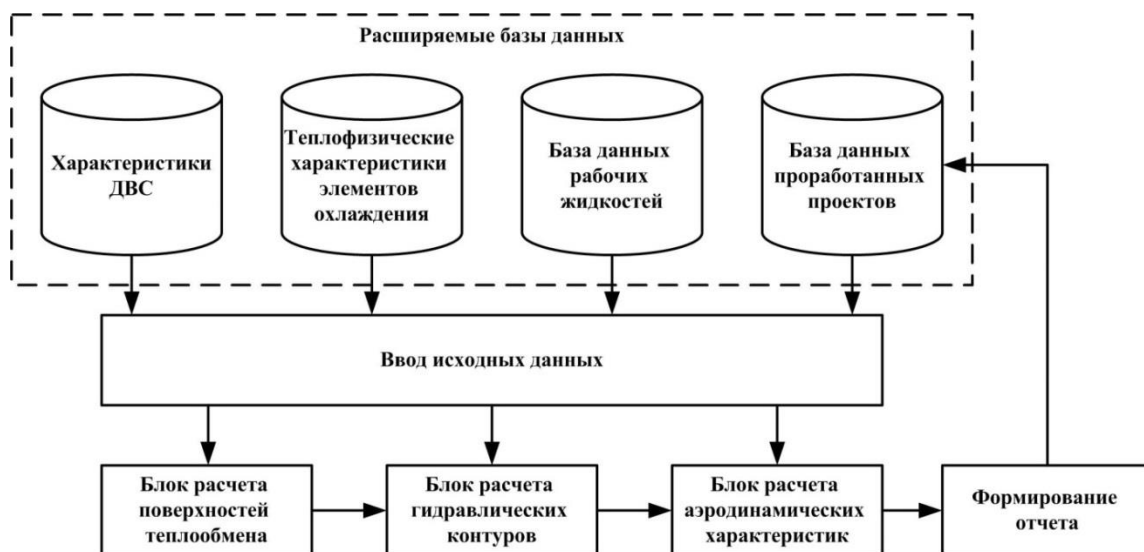 Расширяемые базы данных
Характеристики
ДВС
Теплофизические
характеристики
элементов
охлаждения
База данных
рабочих
жидкостей
База данных
проработанных
проектов
Ввод исходных данных
Блок расчета
поверхностей
теплообмена
Блок расчета
гидравлических
контуров
Блок расчета
аэродинамических
характеристик
Формирование
отчета